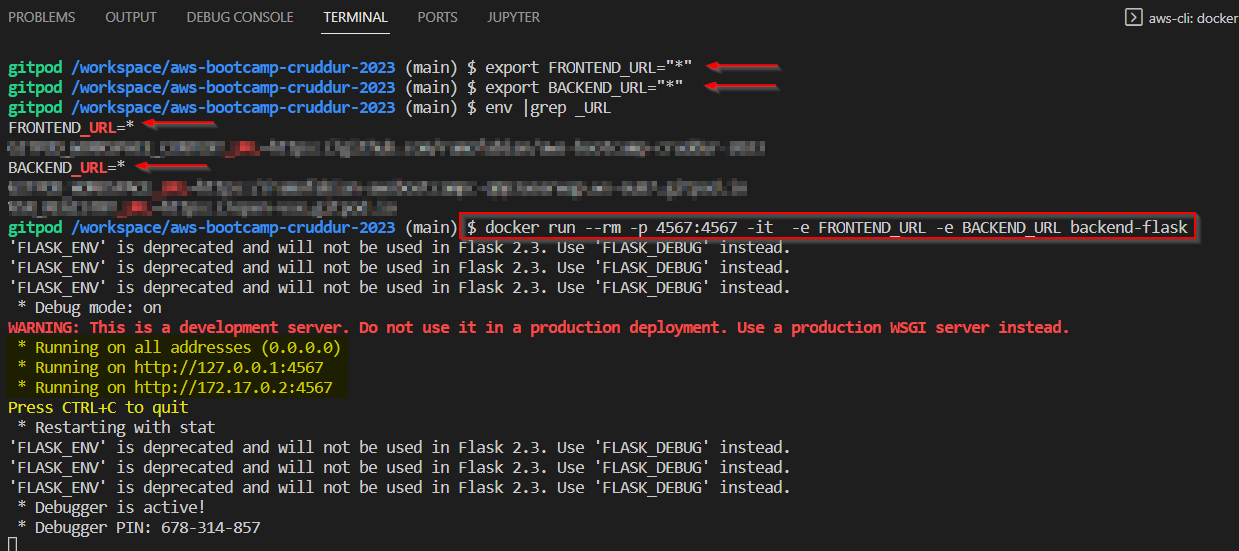 PROBLEMS OUTPUT DEBUG CONSOLE TERMINAL PORTS JUPYTER aws-cli: docker
gitpod /workspace/aws-bootcamp-cruddur-2023 (main) $ export FRONTEND_URL="*"
gitpod /workspace/aws-bootcamp-cruddur-2023 (main) $ export BACKEND_URL="*"
gitpod /workspace/aws-bootcamp-cruddur-2023 (main) $ env |grep _URL
FRONTEND_URL=*
BACKEND_URL=*
gitpod /workspace/aws-bootcamp-cruddur-2023 (main) $ docker run --rm -p 4567:4567 -it  -e FRONTEND_URL -e BACKEND_URL backend-flask
'FLASK_ENV' is deprecated and will not be used in Flask 2.3. Use 'FLASK_DEBUG' instead.
'FLASK_ENV' is deprecated and will not be used in Flask 2.3. Use 'FLASK_DEBUG' instead.
'FLASK_ENV' is deprecated and will not be used in Flask 2.3. Use 'FLASK_DEBUG' instead.
 * Debug mode: on
WARNING: This is a development server. Do not use it in a production deployment. Use a production WSGI server instead.
 * Running on all addresses (0.0.0.0)
 * Running on http://127.0.0.1:4567
 * Running on http://172.17.0.2:4567
Press CTRL+C to quit
 * Restarting with stat
'FLASK_ENV' is deprecated and will not be used in Flask 2.3. Use 'FLASK_DEBUG' instead.
'FLASK_ENV' is deprecated and will not be used in Flask 2.3. Use 'FLASK_DEBUG' instead.
'FLASK_ENV' is deprecated and will not be used in Flask 2.3. Use 'FLASK_DEBUG' instead.
 * Debugger is active!
 * Debugger PIN: 678-314-857